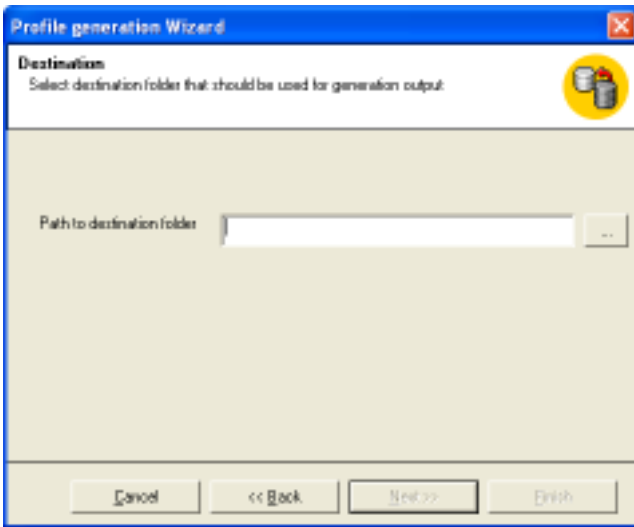 Profile generation Wizard
Destination
Select destination folder that should be used for generation output
Path to destination folder
...
Cancel
<< Back
Next >>
Finish